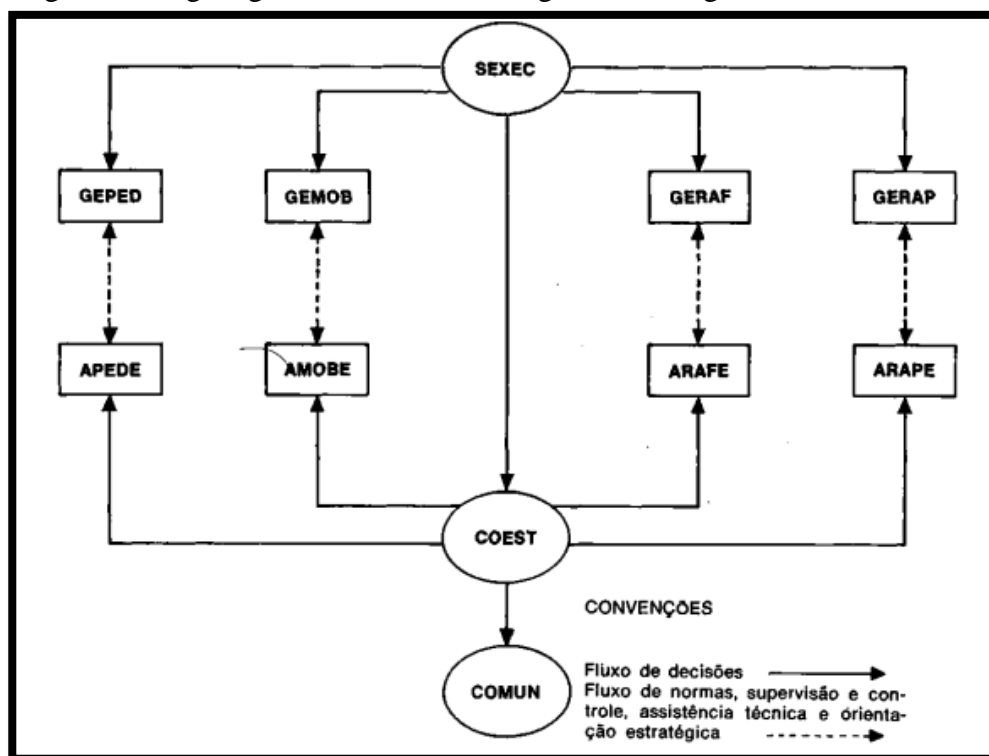 SEXEC
GEPED
GEMOB
GERAF
GERAP
APEDE
AMOBE
ARAFE
ARAPE
COEST
CONVENÇÕES
COMUN
Fluxo de decisões
Fluxo de normas, supervisão e con-
trole, assistência técnica e orienta-
ção estratégica